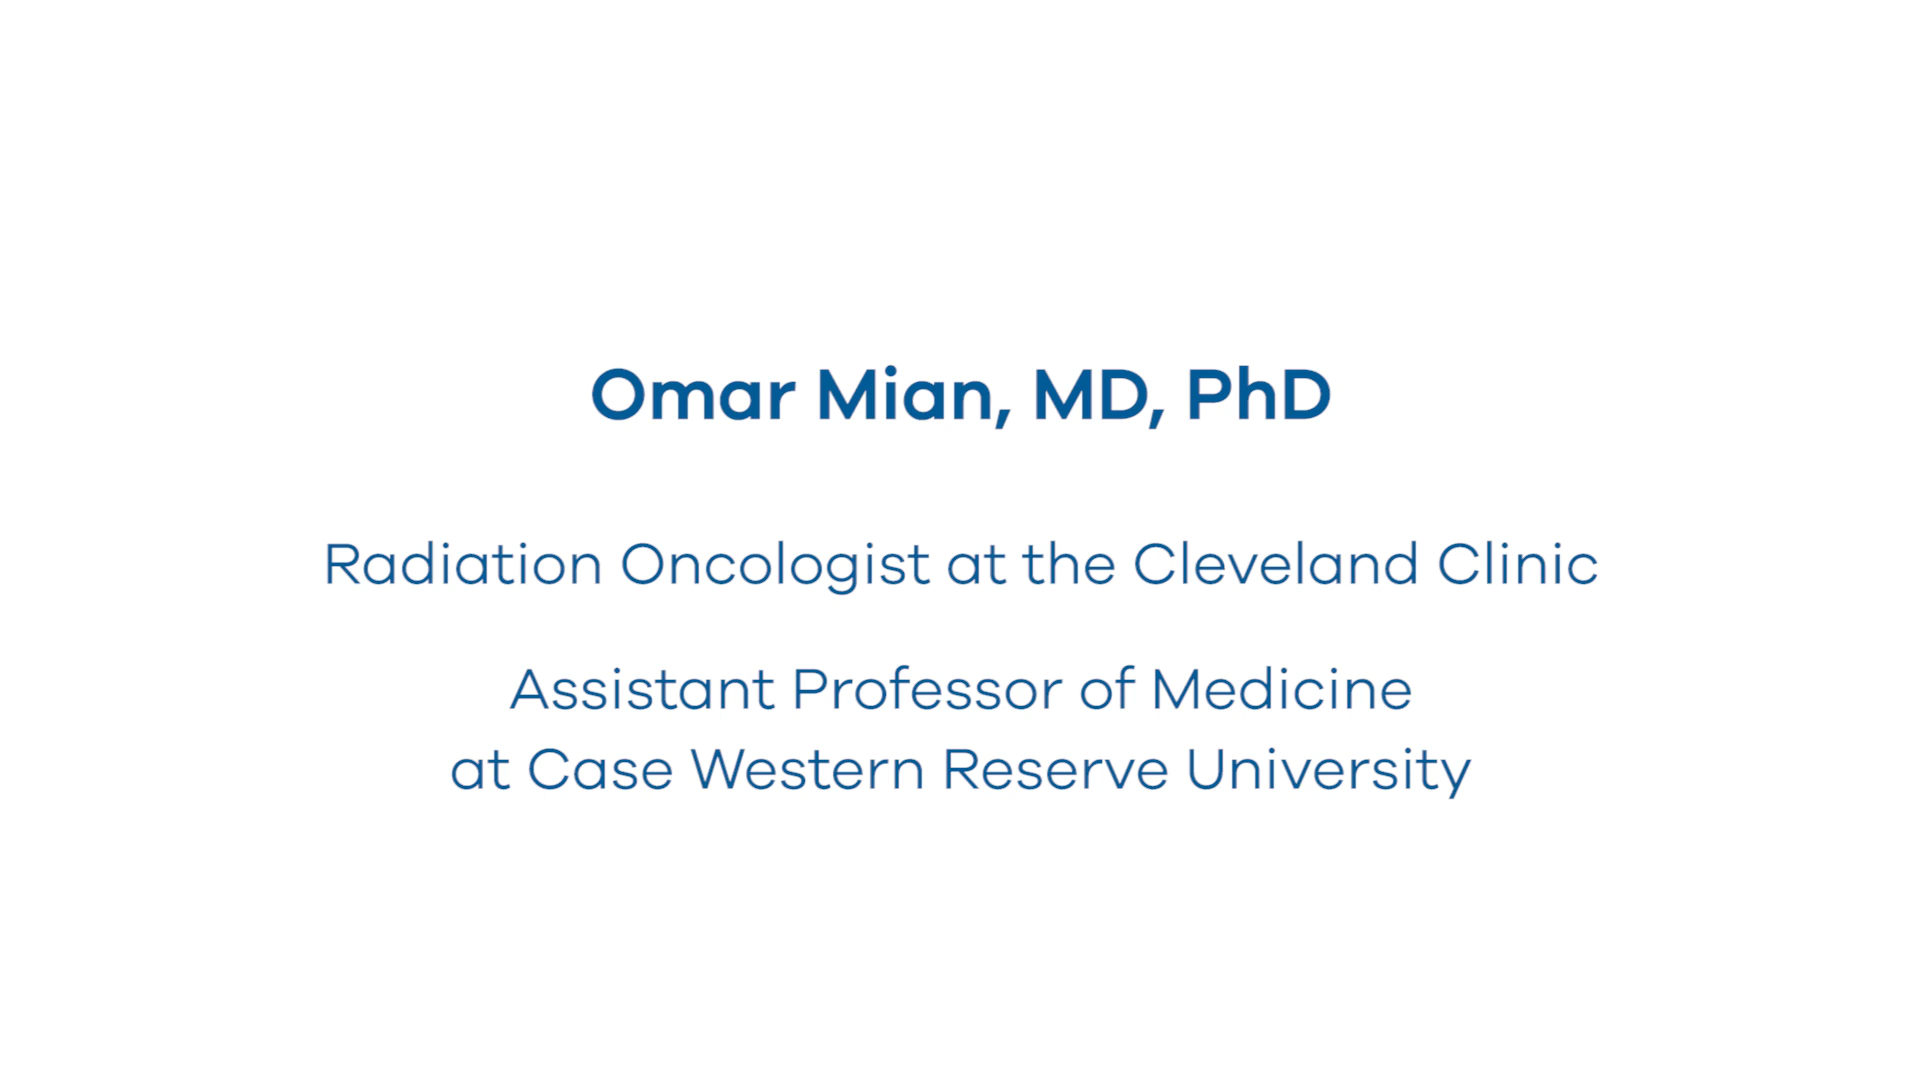 Omar Mian, MD, PhD
Radiation Oncologist at the Cleveland Clinic
Assistant Professor of Medicine
at Case Western Reserve University